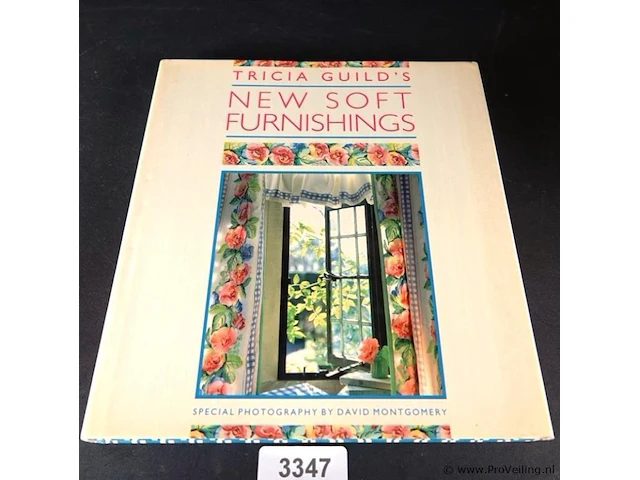 TRICIA GUILD'S
NEW SOFT
FURNISHINGS
SPECIAL PHOTOGRAPHY BY DAVID MONTGOMERY
3347
© www.ProVeiling.nl